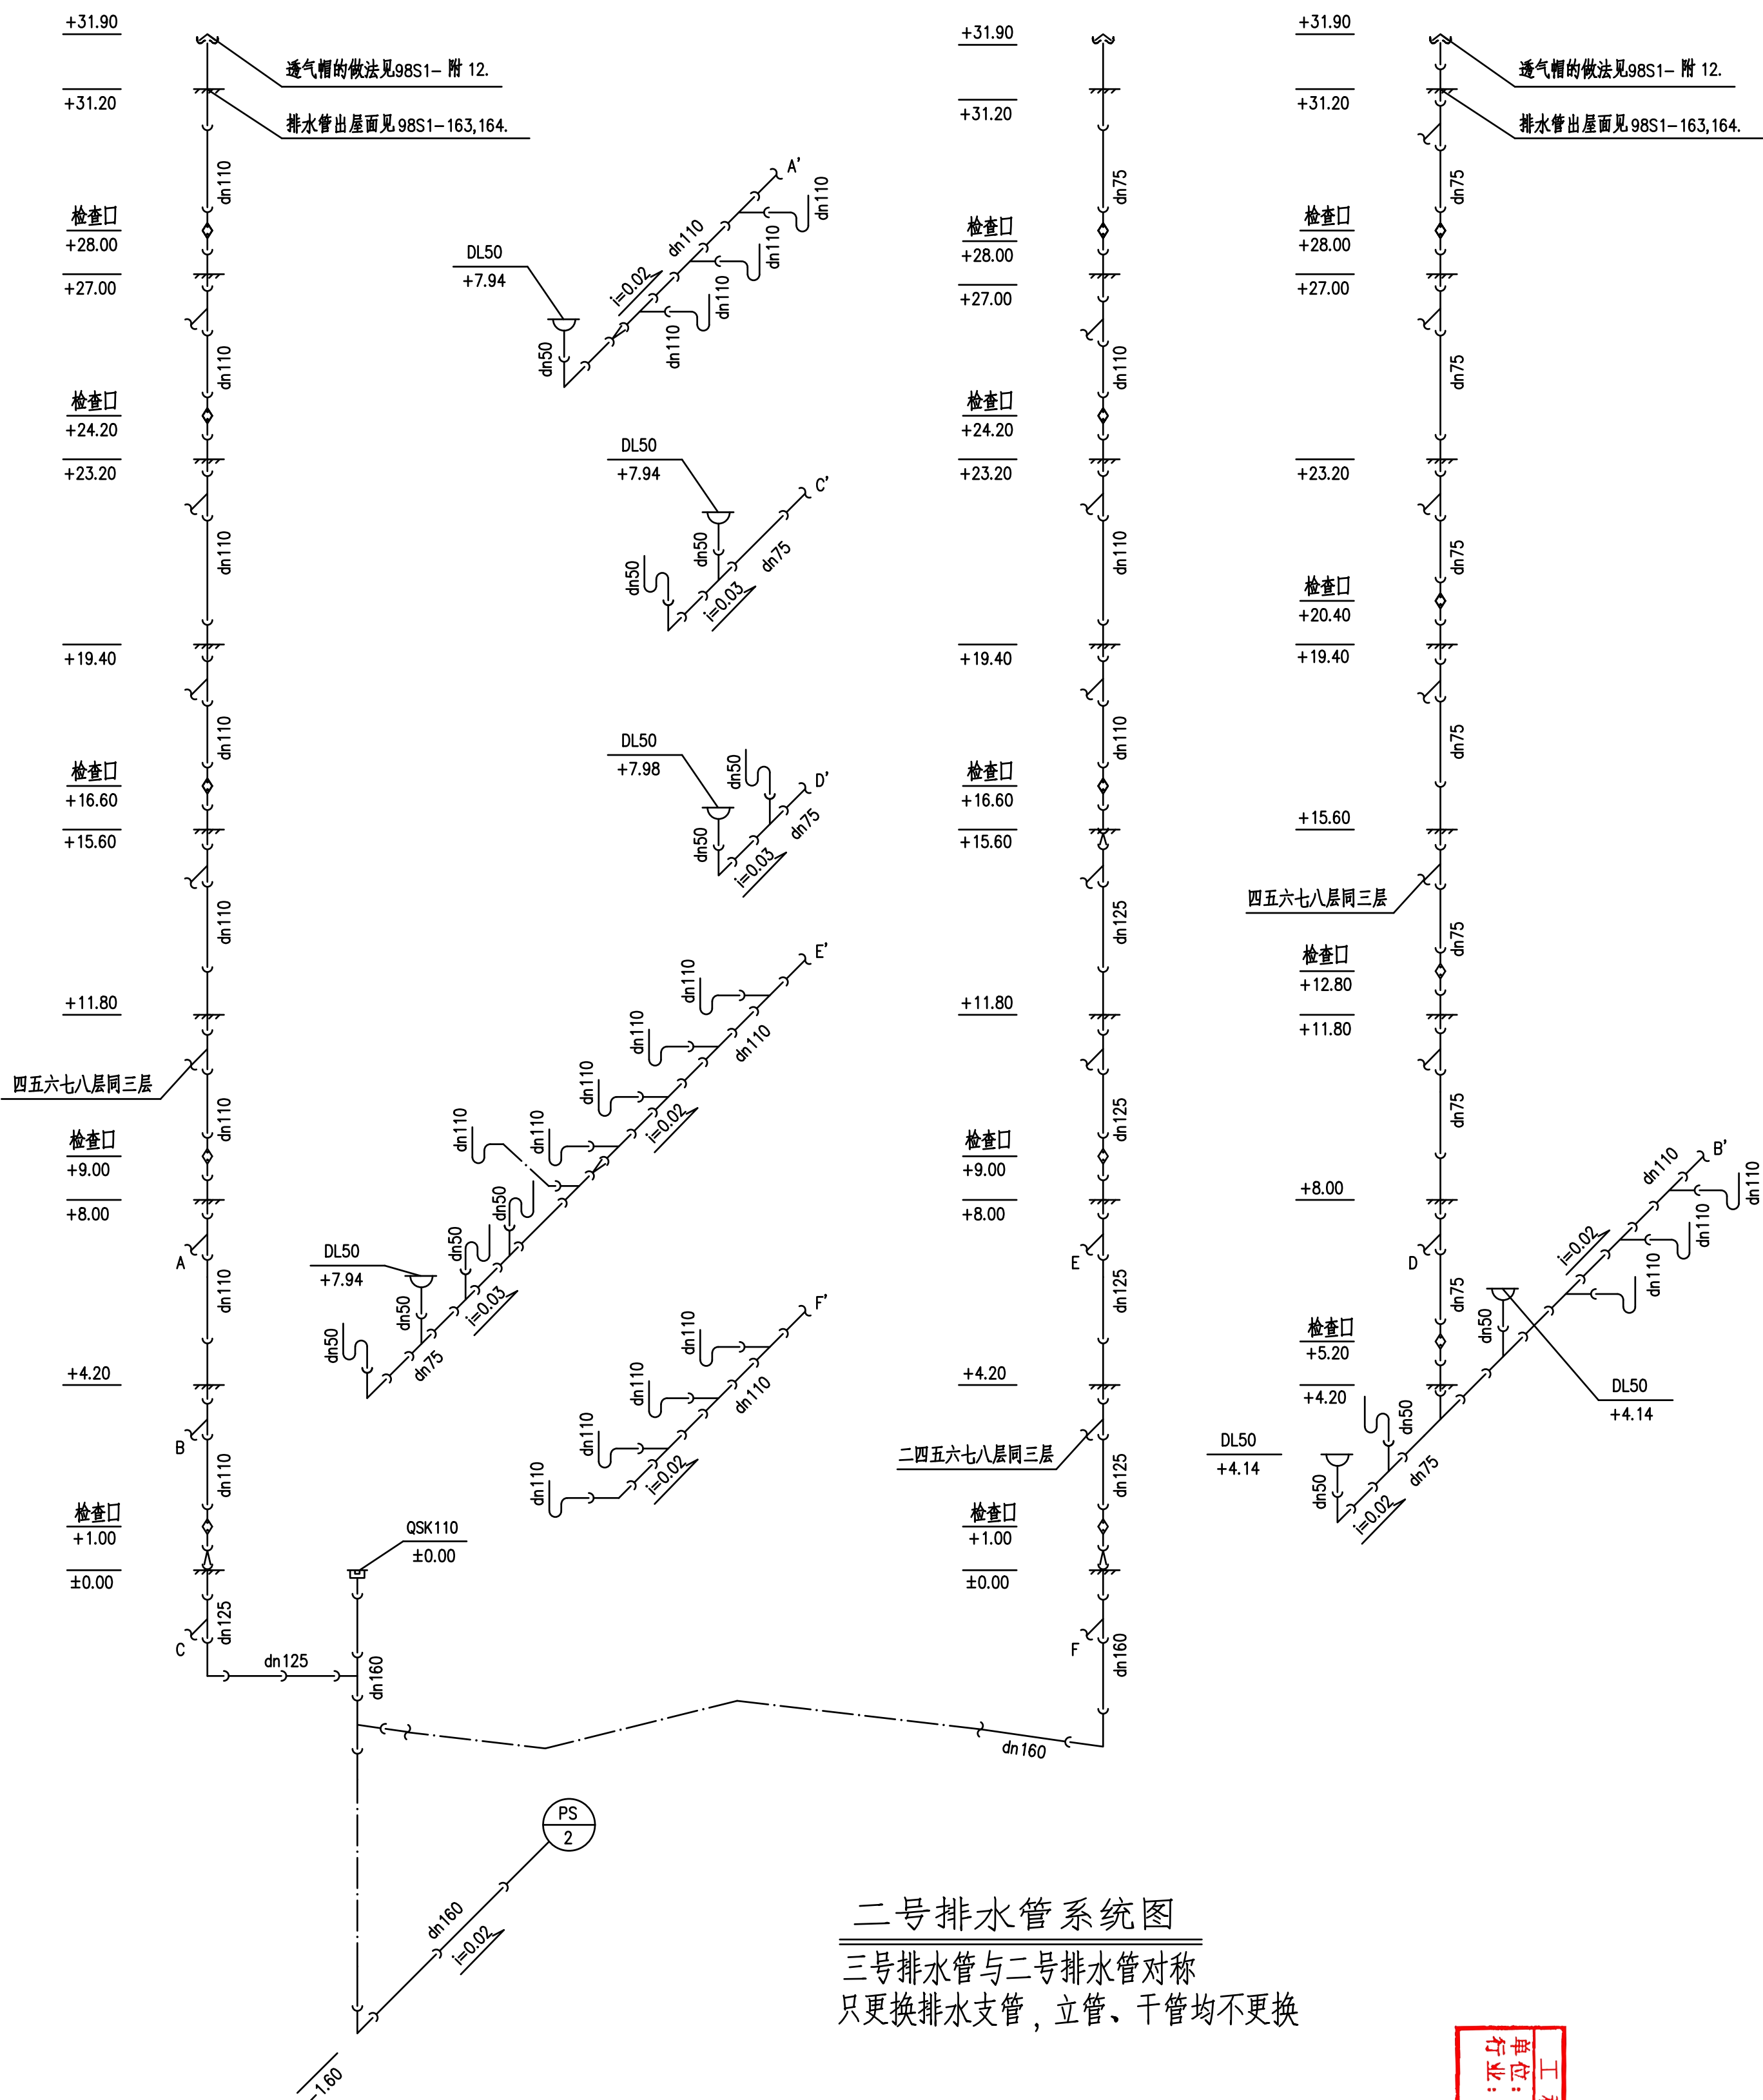 +31.90
透气帽的做法见98S1- 附 12.
+31.20
排水管出屋面见98S1-163,164.
dn110
检查口
+28.00
+27.00
dn110
检查口
+24.20
+23.20
dn110
+19.40
dn110
检查口
+16.60
+15.60
dn110
+11.80
四五六七八层同三层
dn110
检查口
+9.00
+8.00
A
dn110
+4.20
B
dn110
检查口
+1.00
±0.00
dn125
C
dn125
QSK110
±0.00
dn160
dn160
PS
2
dn160
i=0.02
-1.60
A'
dn110
dn110
dn110
dn110
dn110
i=0.02
DL50
+7.94
dn50
DL50
+7.94
C'
dn50
dn50
dn75
i=0.03
DL50
+7.98
D'
dn50
dn50
dn75
i=0.03
E'
dn110
dn110
dn110
dn110
dn110
dn110
i=0.02
dn50
dn50
DL50
+7.94
dn50
dn50
i=0.03
dn75
F'
dn110
dn110
dn110
dn110
dn110
i=0.02
+31.90
+31.20
dn75
检查口
+28.00
+27.00
dn110
检查口
+24.20
+23.20
dn110
+19.40
dn110
检查口
+16.60
+15.60
dn125
+11.80
dn125
检查口
+9.00
+8.00
E
dn125
+4.20
二四五六七八层同三层
dn125
检查口
+1.00
±0.00
F
dn160
+31.90
透气帽的做法见98S1- 附 12.
+31.20
排水管出屋面见98S1-163,164.
dn75
检查口
+28.00
+27.00
dn75
+23.20
dn75
检查口
+20.40
+19.40
dn75
+15.60
四五六七八层同三层
dn75
检查口
+12.80
+11.80
dn75
+8.00
D
dn75
检查口
+5.20
+4.20
B'
dn110
dn110
dn110
dn110
i=0.02
dn50
DL50
+4.14
dn50
DL50
+4.14
dn50
dn75
i=0.02
二号排水管系统图
三号排水管与二号排水管对称
只更换排水支管，立管、干管均不更换
工
单位：
行业：